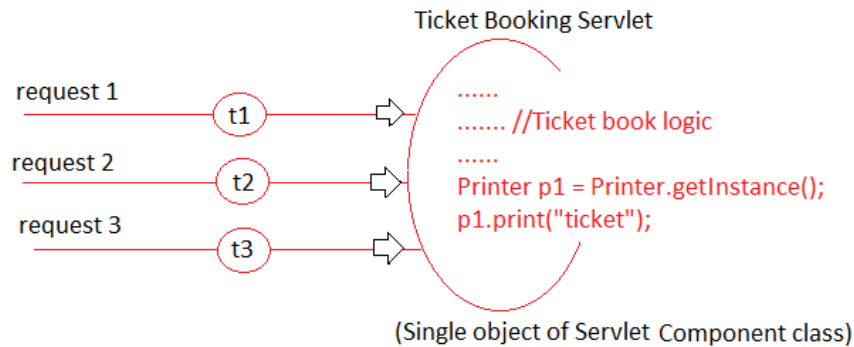 Ticket Booking Servlet
request 1
t1
......
....... //Ticket book logic
request 2
t2
......
Printer p1 = Printer.getInstance();
request 3
t3
p1.print("ticket");
(Single object of Servlet Component class)